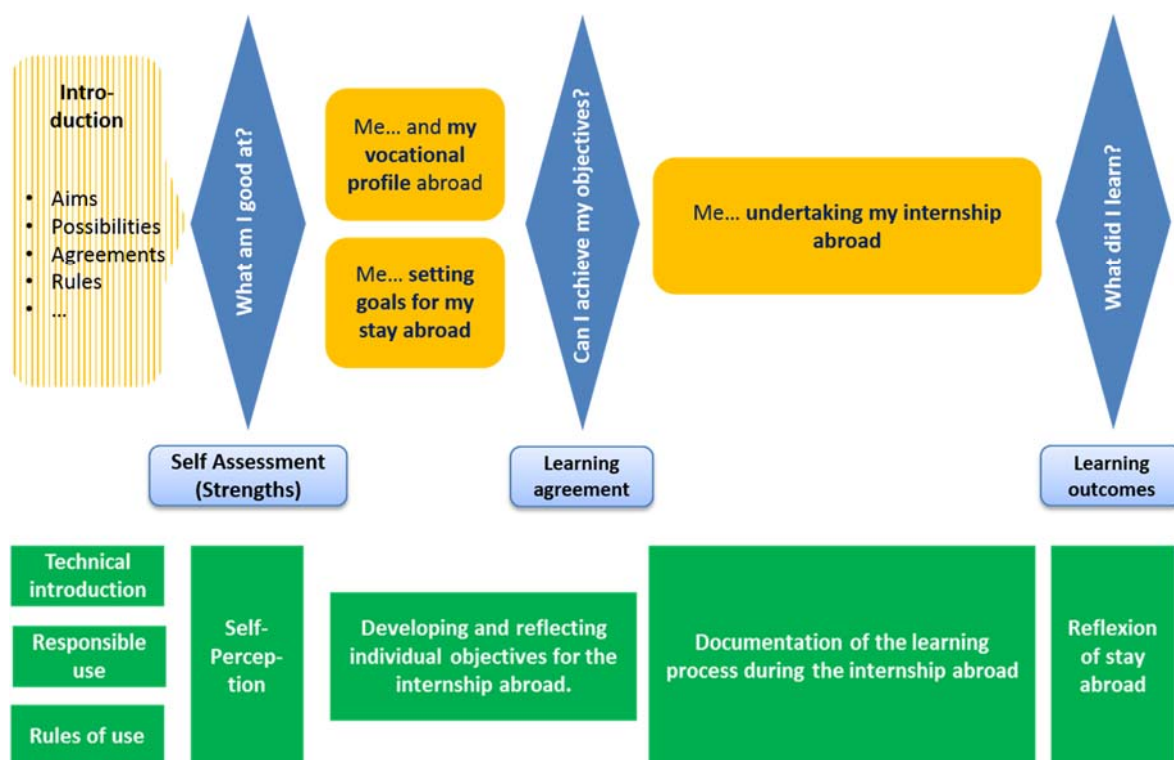 Intro-
duction
• Aims
• Possibilities
• Agreements
• Rules
• ...
What am I good at?
Me... and my
vocational
profile abroad
Me... setting
goals for my
stay abroad
Can I achieve my objectives?
Me... undertaking my internship
abroad
What did I learn?
Self Assessment
(Strengths)
Learning
agreement
Learning
outcomes
Technical
introduction
Responsible
use
Rules of use
Self-
Percep-
tion
Developing and reflecting
individual objectives for the
internship abroad.
Documentation of the learning
process during the internship abroad
Reflexion
of stay
abroad